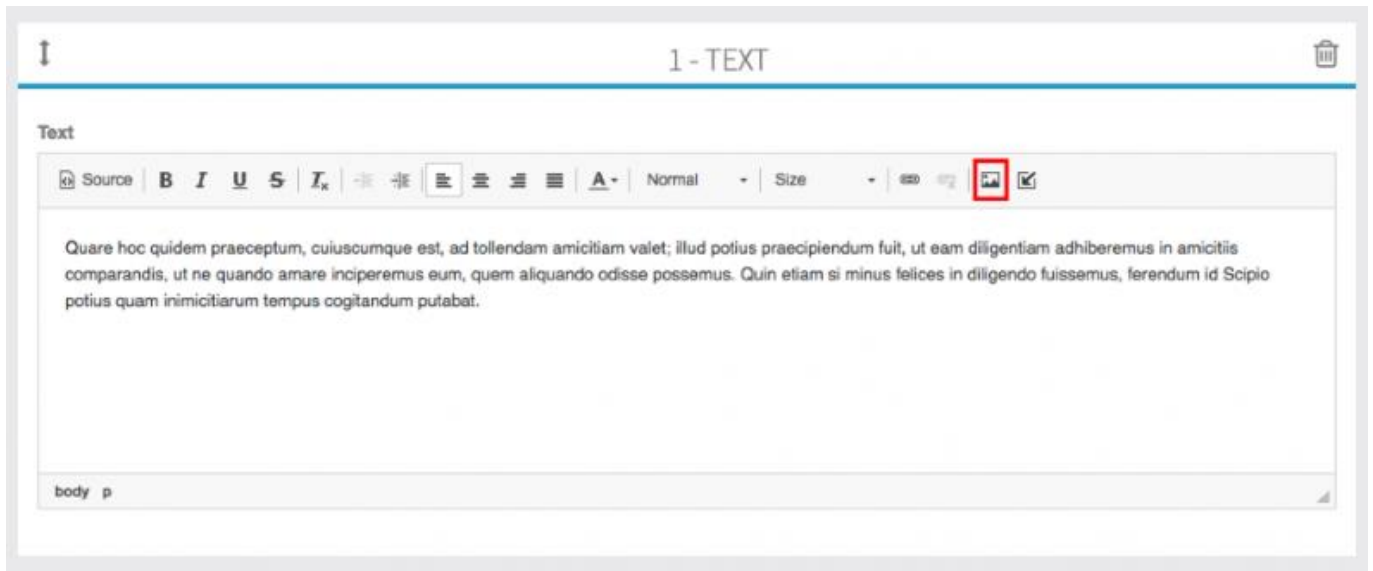 1 - TEXT
Text
Source B I U S Ix A Normal Size
Quare hoc quidem praeceptum, cuiuscumque est, ad tollendam amicitiam valet; illud potius praecipiendum fuit, ut eam diligentiam adhiberemus in amicitiis
comparandis, ut ne quando amare inciperemus eum, quem aliquando odisse possemus. Quin etiam si minus felices in diligendo fuissemus, ferendum id Scipio
potius quam inimicitiarum tempus cogitandum putabat.
body p